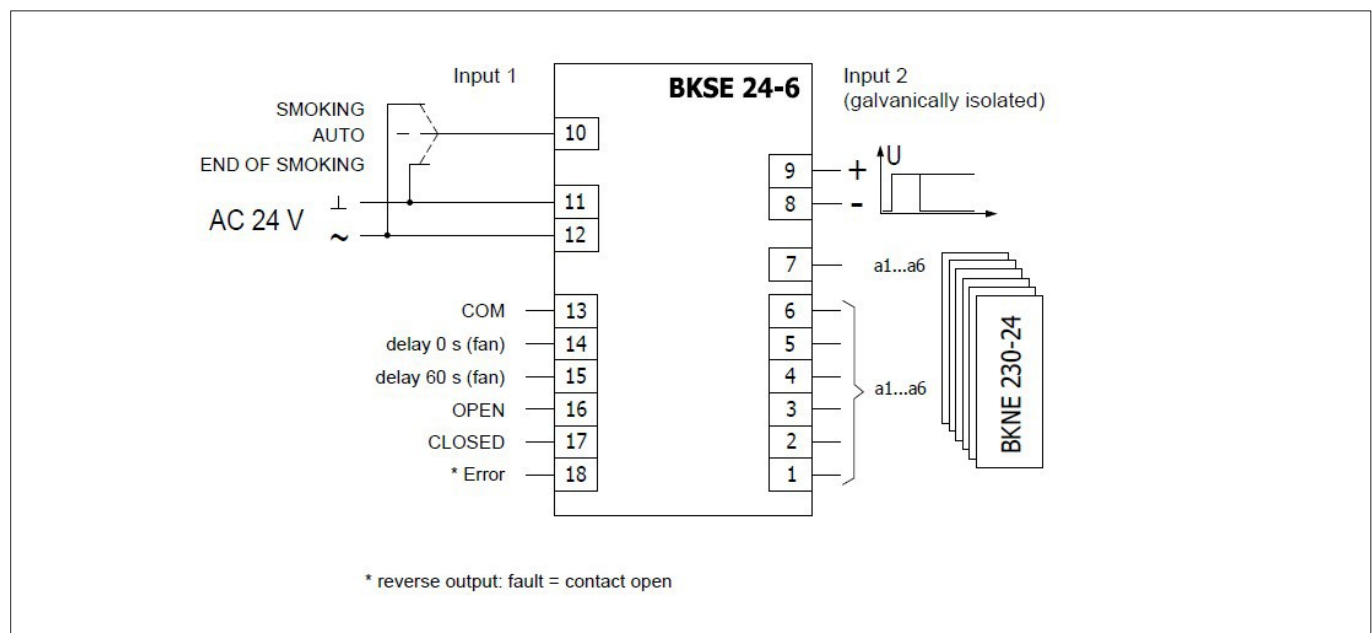 Input 1
BKSE 24-6
Input 2
(galvanically isolated)
SMOKING
AUTO
END OF SMOKING
AC 24 V
⊥
~
10
11
12
9
+
U
8
-
7
a1...a6
COM
13
delay 0 s (fan)
14
delay 60 s (fan)
15
OPEN
16
CLOSED
17
* Error
18
6
5
4
3
2
1
a1...a6
BKNE 230-24
* reverse output: fault = contact open